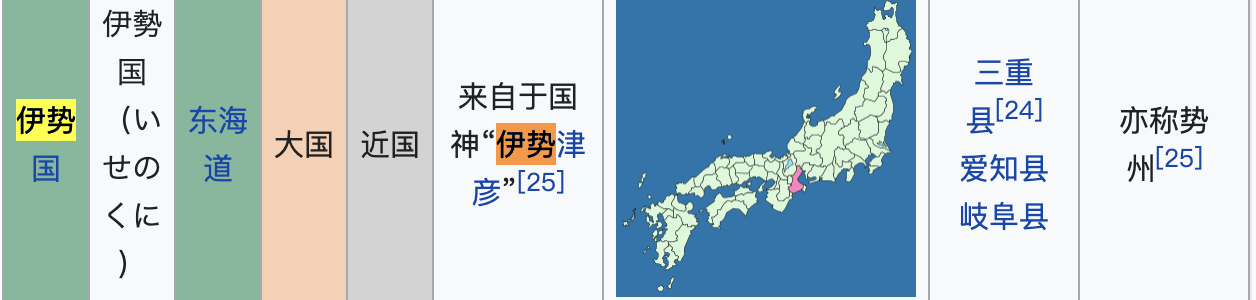 伊势
国
伊勢
国
（い
せの
くに
）
东海
道
大国
近国
来自于国
神“伊势津
彦”[25]
三重
县[24]
爱知县
岐阜县
亦称势
州[25]